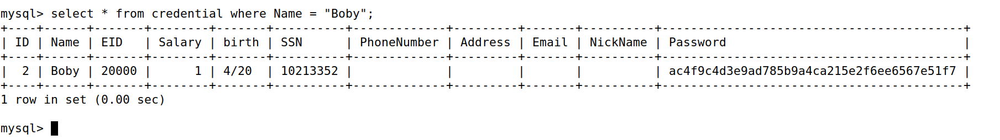 mysql> select * from credential where Name = "Boby";
+----+------+-------+--------+-------+----------+-------------+---------+-------+----------+------------------------------------------+
| ID | Name | EID   | Salary | birth | SSN      | PhoneNumber | Address | Email | NickName | Password                                 |
+----+------+-------+--------+-------+----------+-------------+---------+-------+----------+------------------------------------------+
|  2 | Boby | 20000 |      1 | 4/20  | 10213352 |             |         |       |          | ac4f9c4d3e9ad785b9a4ca215e2f6ee6567e51f7 |
+----+------+-------+--------+-------+----------+-------------+---------+-------+----------+------------------------------------------+
1 row in set (0.00 sec)
mysql>